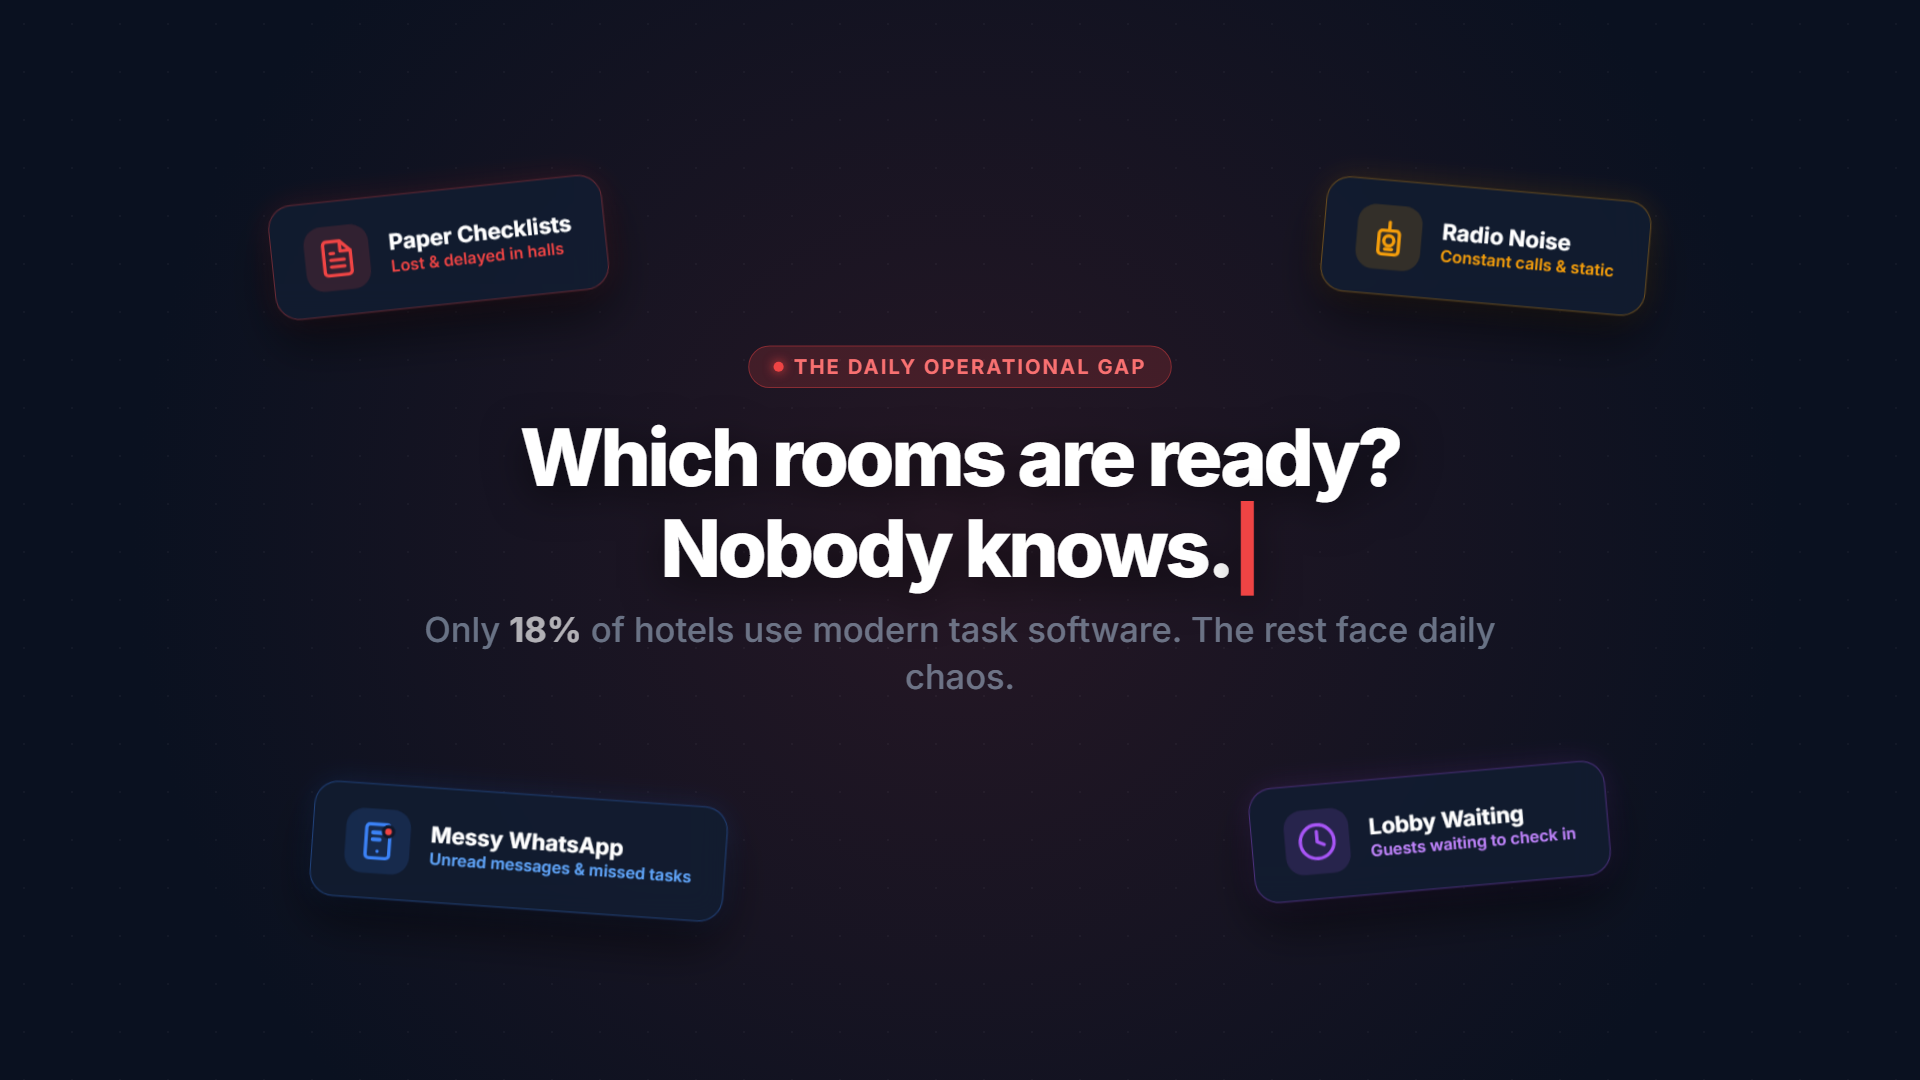 Paper Checklists
Lost & delayed in halls
Radio Noise
Constant calls & static
THE DAILY OPERATIONAL GAP
Which rooms are ready?
Nobody knows.
Only 18% of hotels use modern task software. The rest face daily
chaos.
Messy WhatsApp
Unread messages & missed tasks
Lobby Waiting
Guests waiting to check in